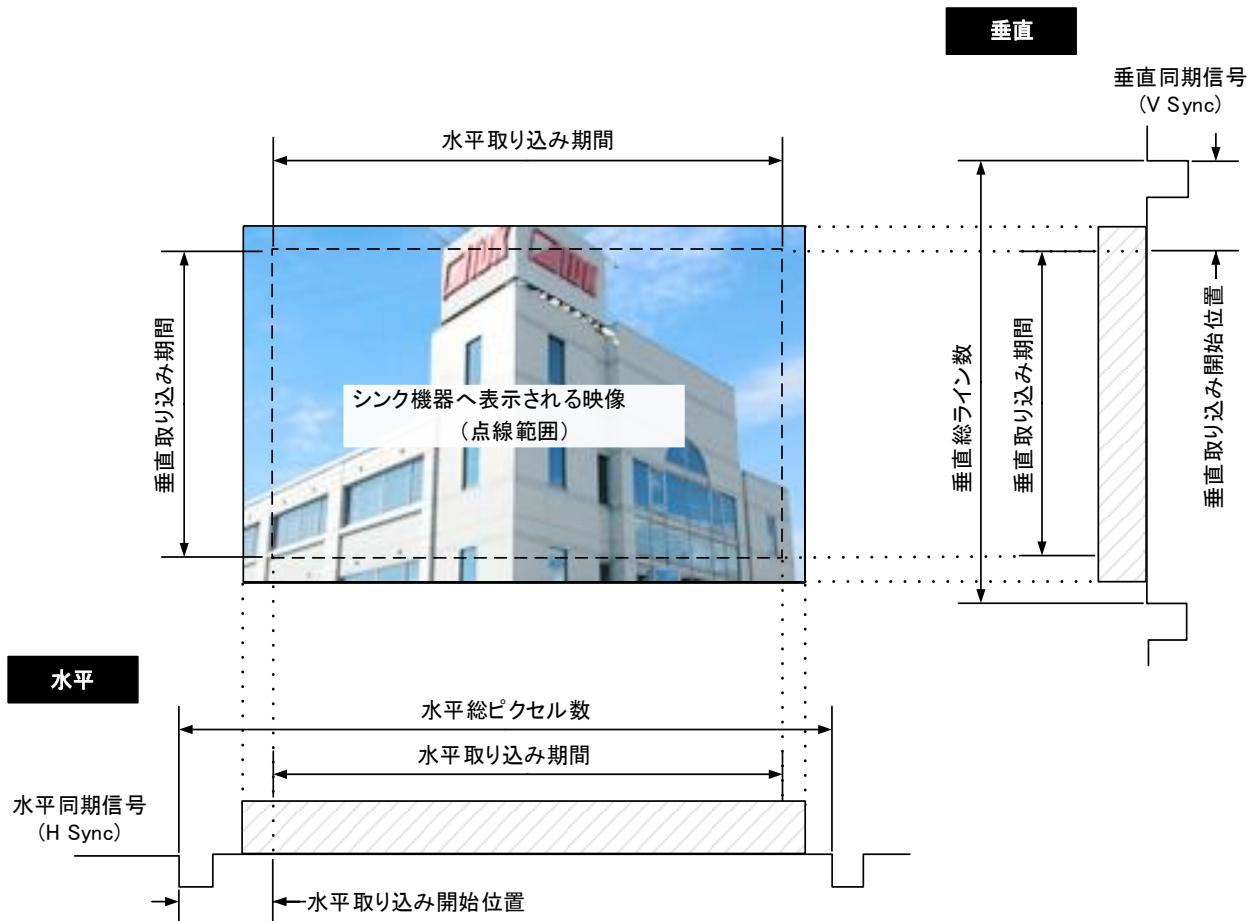 垂直
垂直同期信号
(V Sync)
水平取り込み期間
垂直取り込み期間
シンク機器へ表示される映像
(点線範囲)
垂直総ライン数
垂直取り込み期間
垂直取り込み開始位置
水平
水平総ピクセル数
水平取り込み期間
水平同期信号
(H Sync)
水平取り込み開始位置